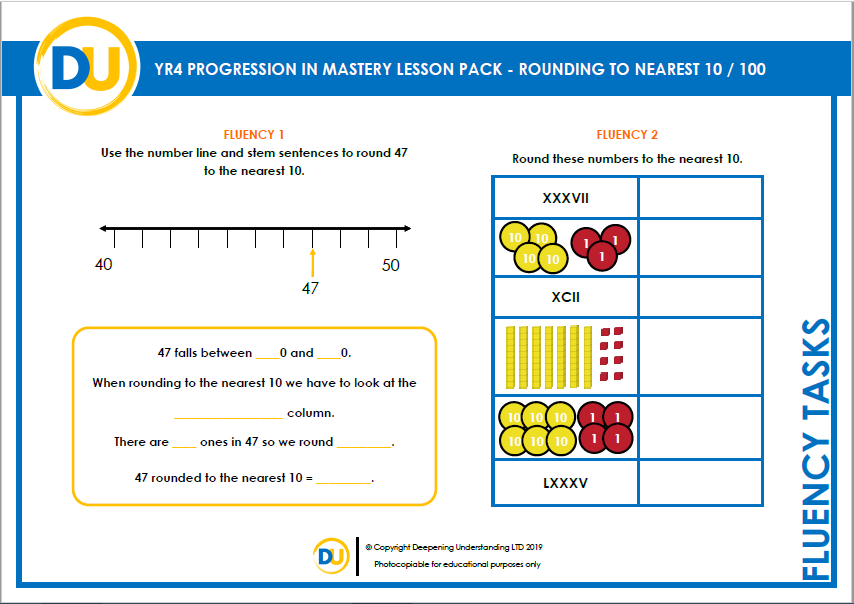 DU
YR4 PROGRESSION IN MASTERY LESSON PACK - ROUNDING TO NEAREST 10 / 100
FLUENCY 1
Use the number line and stem sentences to round 47
to the nearest 10.
40
50
47
47 falls between ____0 and ____0.
When rounding to the nearest 10 we have to look at the
__________________ column.
There are ____ ones in 47 so we round _________.
47 rounded to the nearest 10 = _________.
FLUENCY 2
Round these numbers to the nearest 10.
XXXVII
10 10 1 1
10 10 1
XCII
10 10 10 1 1
10 10 10 1 1
LXXXV
FLUENCY TASKS
DU
© Copyright Deepening Understanding LTD 2019
Photocopiable for educational purposes only